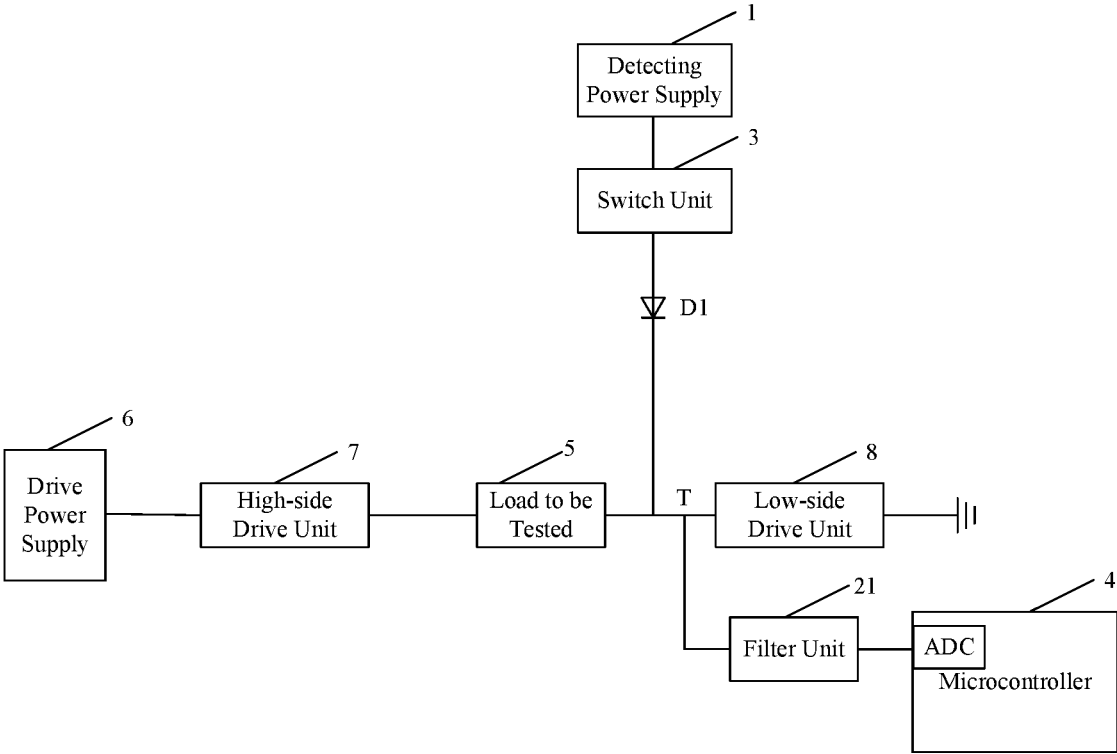 1
Detecting
Power Supply
3
Switch Unit
D1
6
Drive
Power
Supply
7
High-side
Drive Unit
5
Load to be
Tested
T
8
Low-side
Drive Unit
21
Filter Unit
4
ADC
Microcontroller